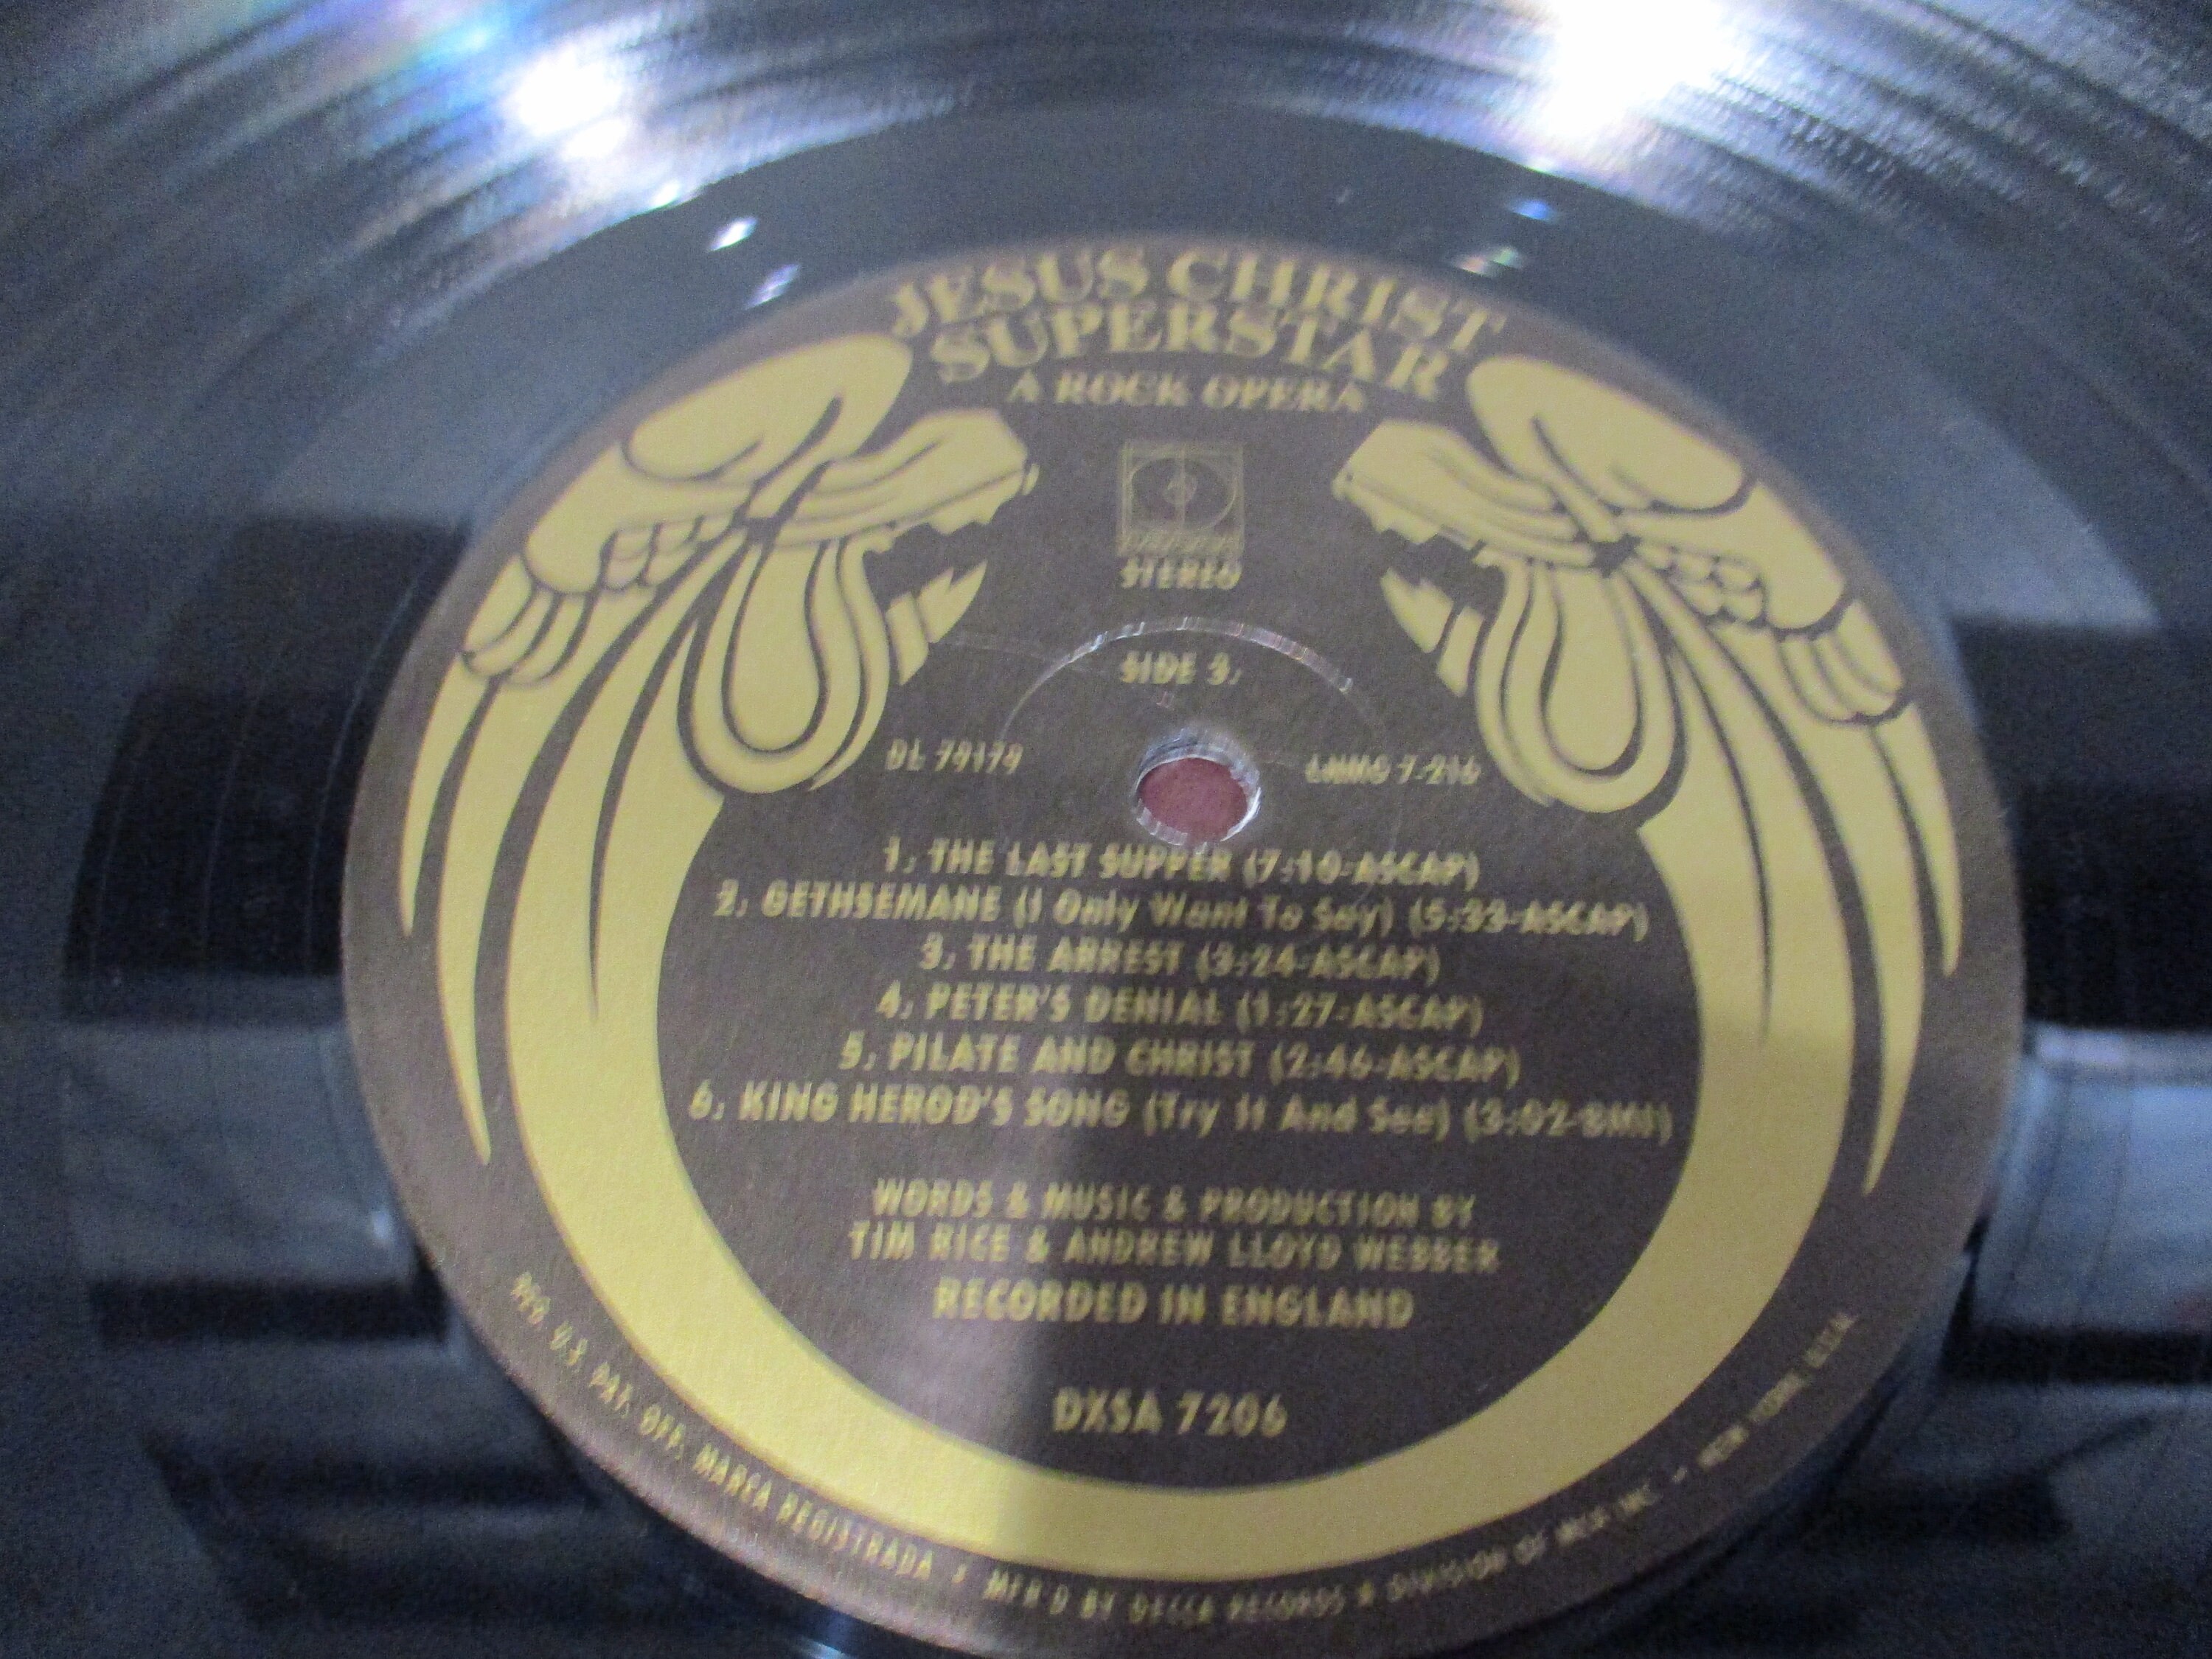 JESUS CHRIST
SUPERSTAR
A ROCK OPERA
STEREO
SIDE 3.
DL 79179
7-216
1. THE LAST SUPPER (7:10-ASCAP)
2. GETHSEMANE (I Only Want To Say) (5:33-ASCAP)
3. THE ARREST (3:24-ASCAP)
4. PETER'S DENIAL (1:27-ASCAP)
5. PILATE AND CHRIST (2:46-ASCAP)
6. KING HEROD'S SONG (Try It And See) (3:02-BMI)
WORDS & MUSIC & PRODUCTION BY
TIM RICE & ANDREW LLOYD WEBBER
RECORDED IN ENGLAND
DXSA 7206
REG U.S. PAT. OFF. MARCA REGISTRADA • MFR'D BY DECCA RECORDS • DIVISION OF MCA INC. • NEW YORK, U.S.A.